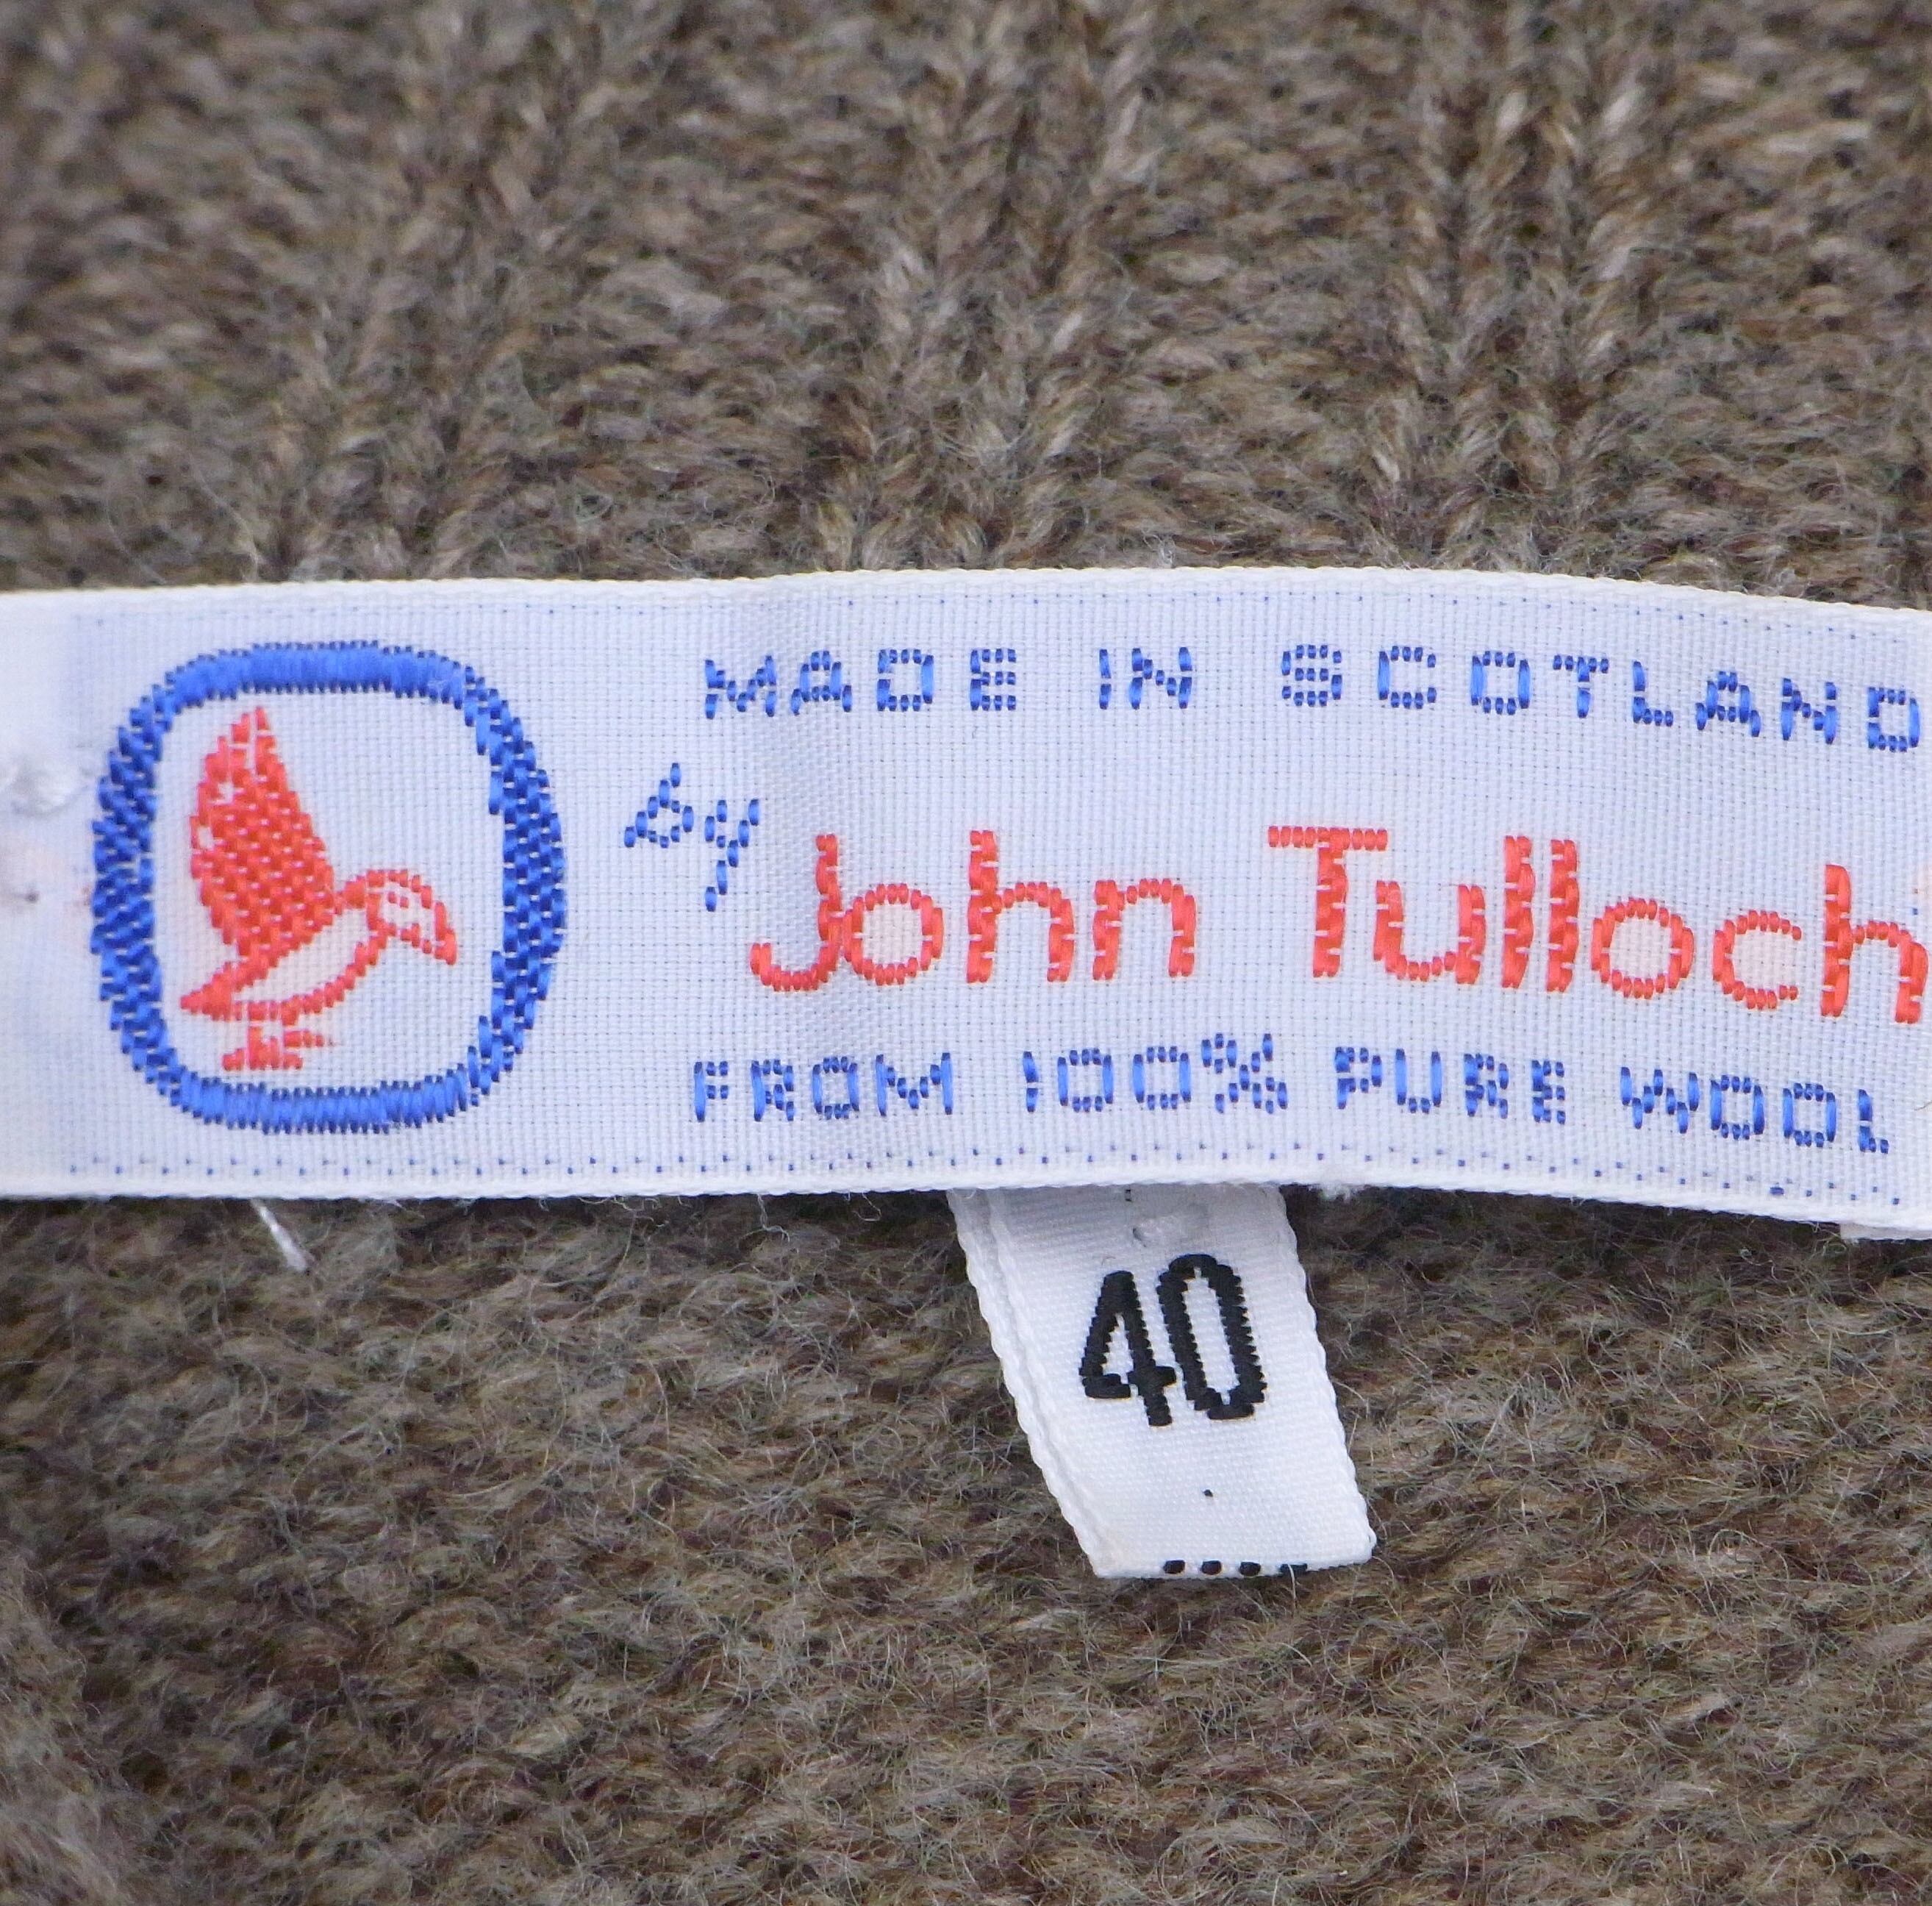 MADE IN SCOTLAND
by John Tulloch
FROM 100% PURE WOOL
40